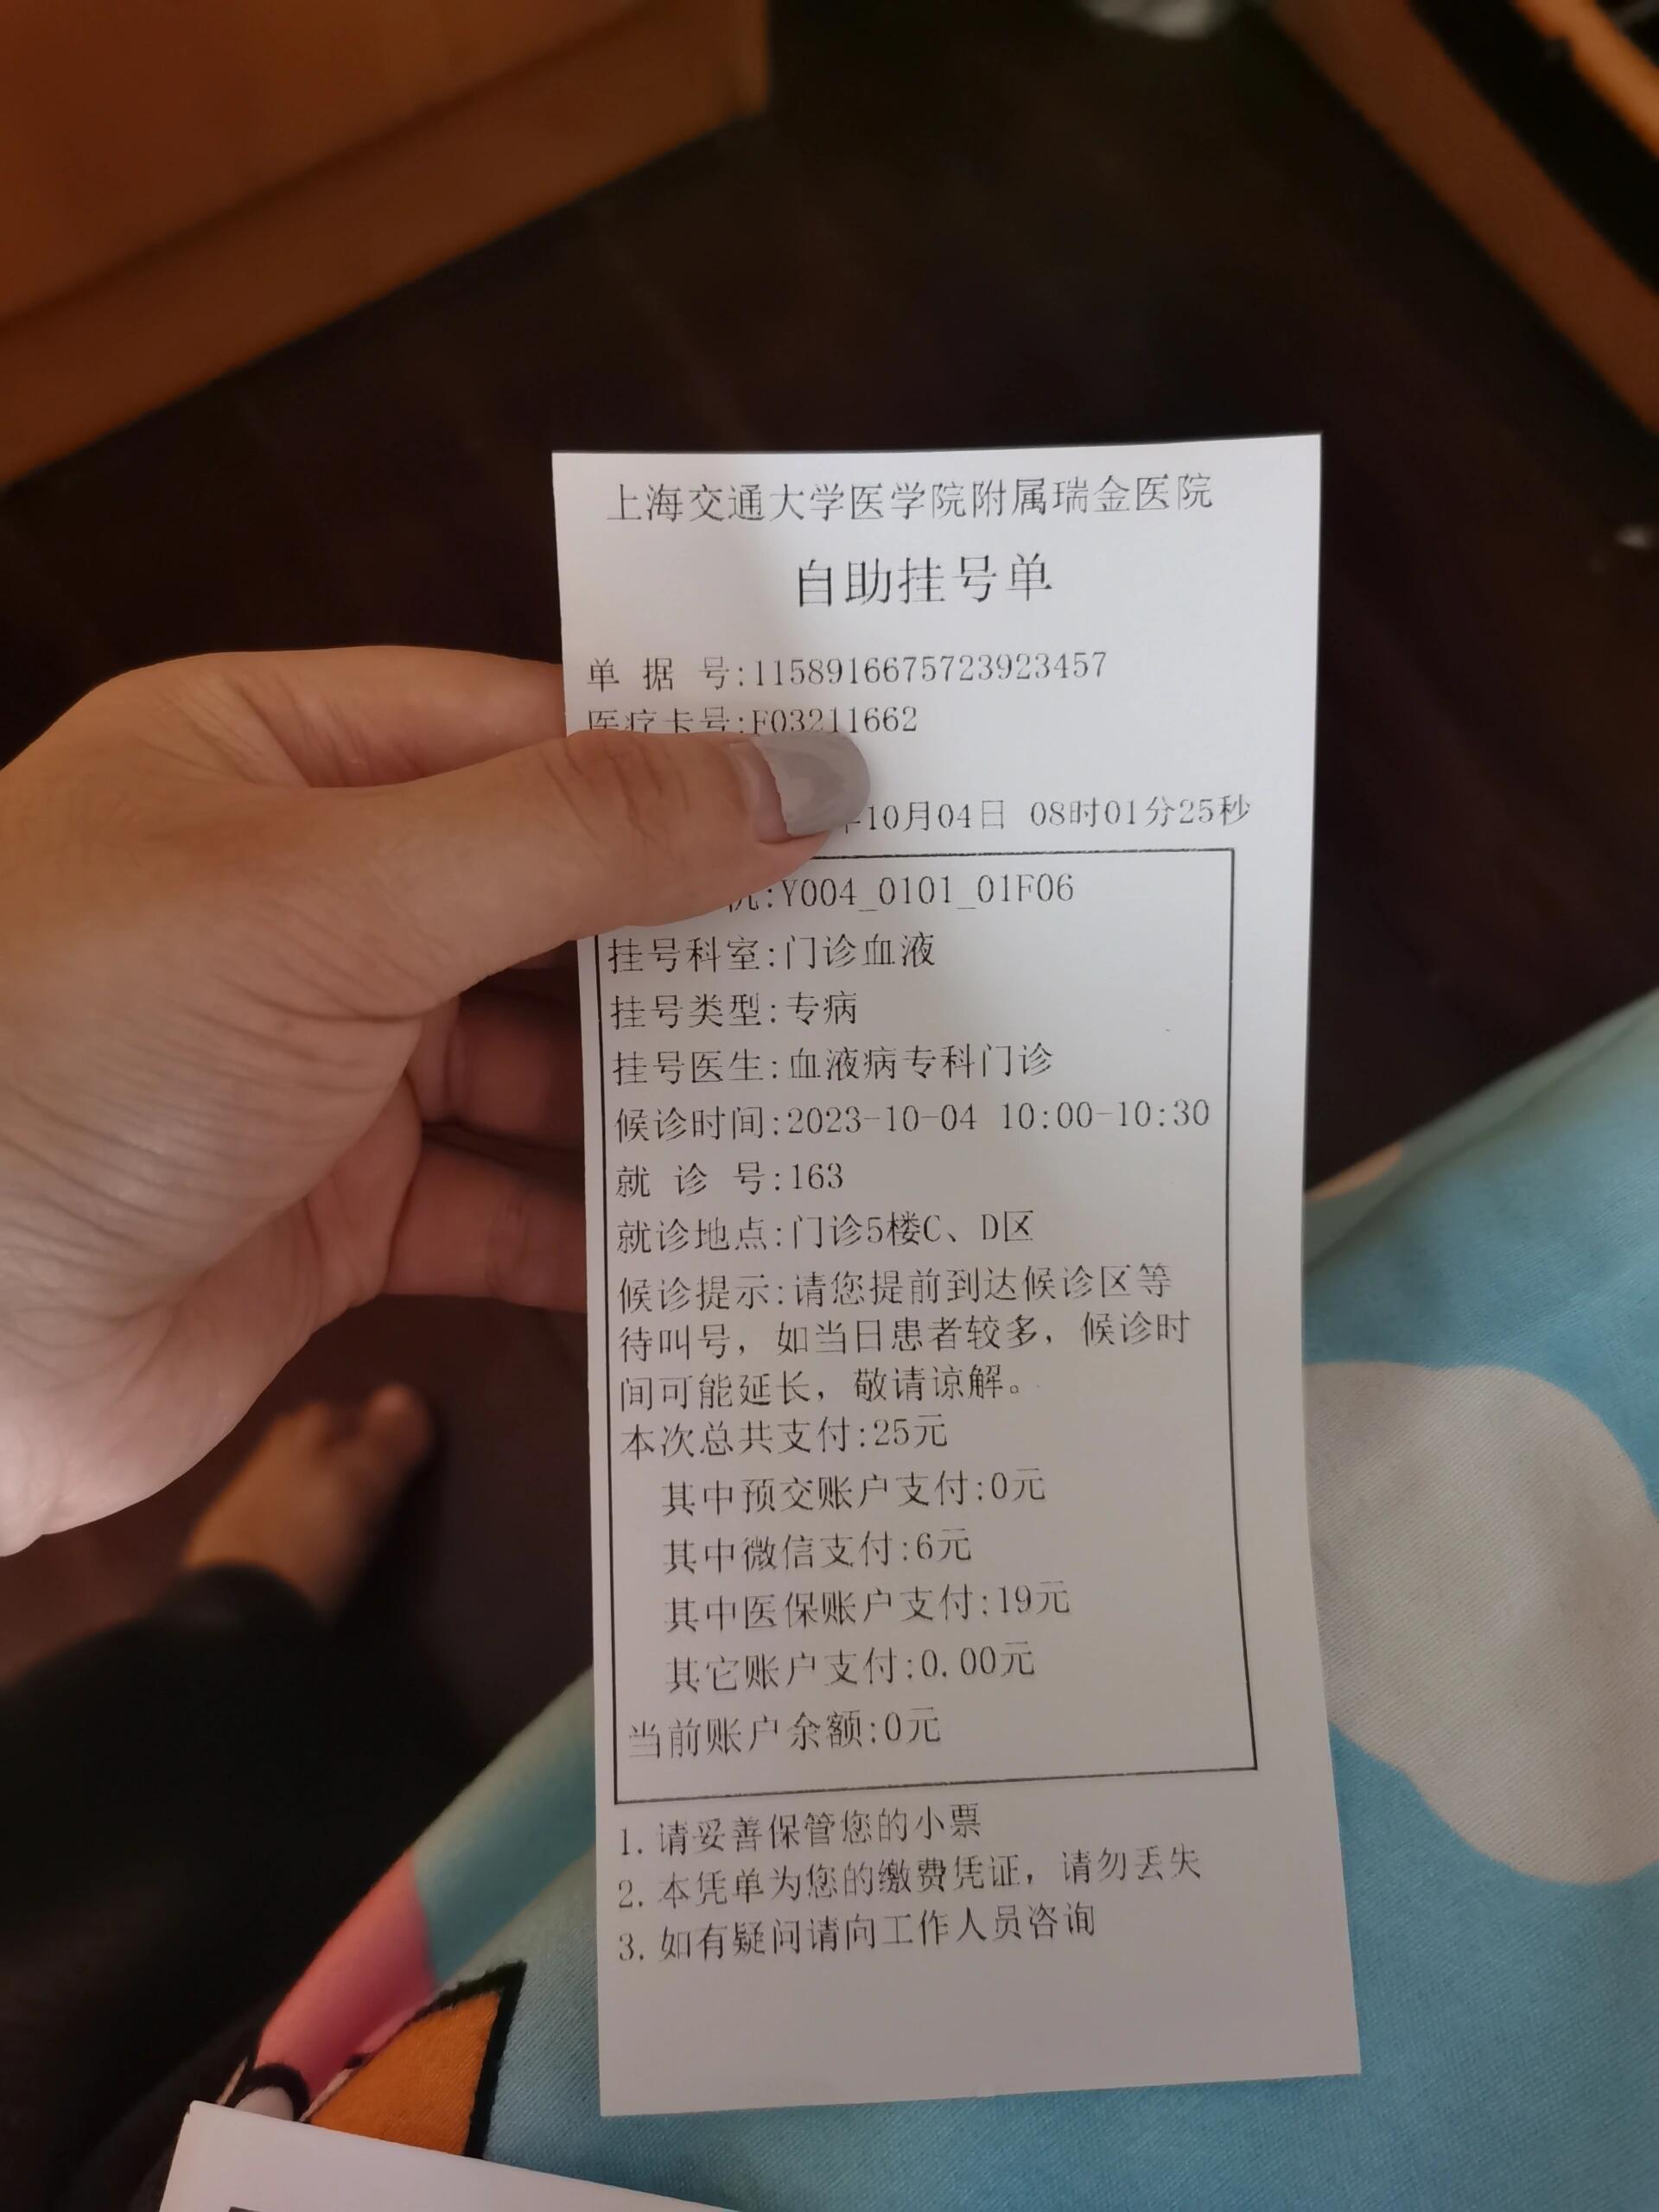 上海交通大学医学院附属瑞金医院
自助挂号单
单 据 号:1158916675723923457
医疗卡号:F03211662
年10月04日 08时01分25秒
机:Y004_0101_01F06
挂号科室:门诊血液
挂号类型:专病
挂号医生:血液病专科门诊
候诊时间:2023-10-04 10:00-10:30
就 诊 号:163
就诊地点:门诊5楼C、D区
候诊提示:请您提前到达候诊区等
待叫号，如当日患者较多，候诊时
间可能延长，敬请谅解。
本次总共支付:25元
其中预交账户支付:0元
其中微信支付:6元
其中医保账户支付:19元
其它账户支付:0.00元
当前账户余额:0元
1.请妥善保管您的小票
2.本凭单为您的缴费凭证，请勿丢失
3.如有疑问请向工作人员咨询